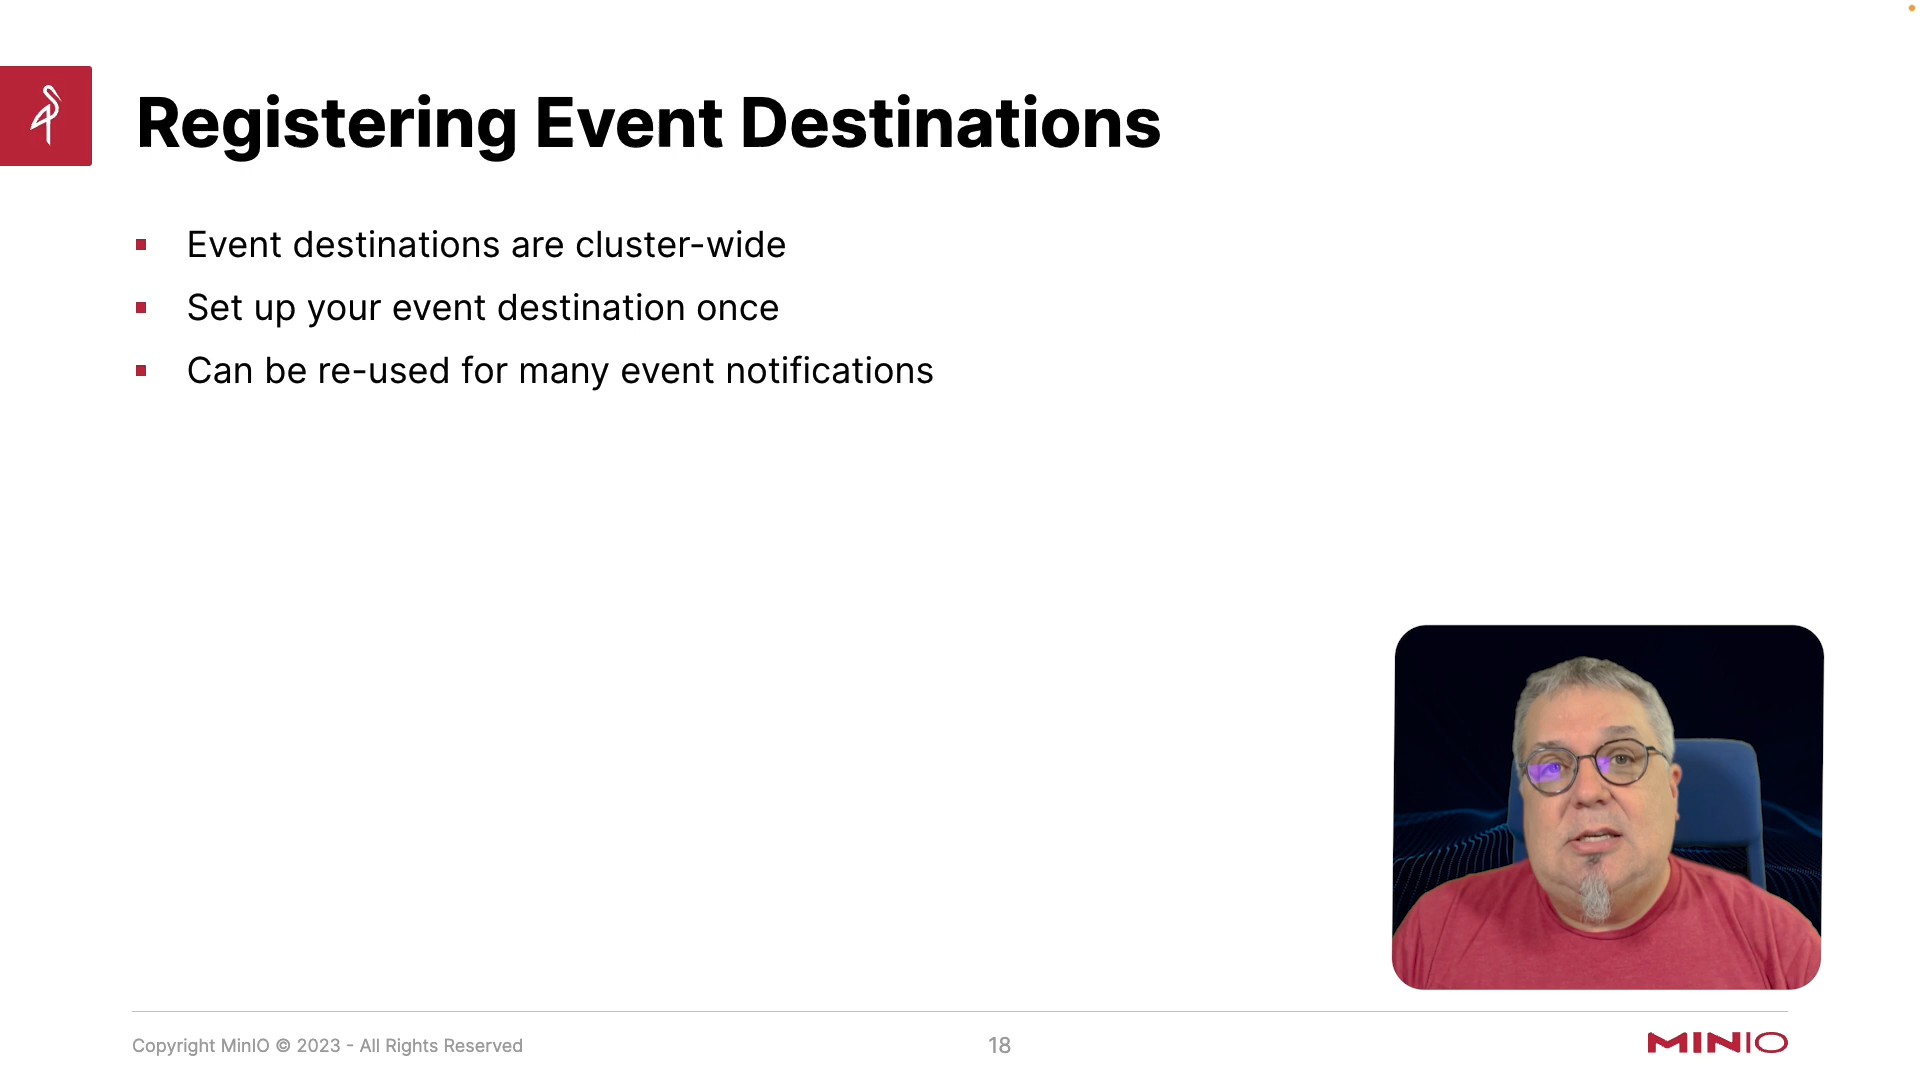 Registering Event Destinations
Event destinations are cluster-wide
Set up your event destination once
Can be re-used for many event notifications
Copyright MinIO © 2023 - All Rights Reserved
18
MINIO